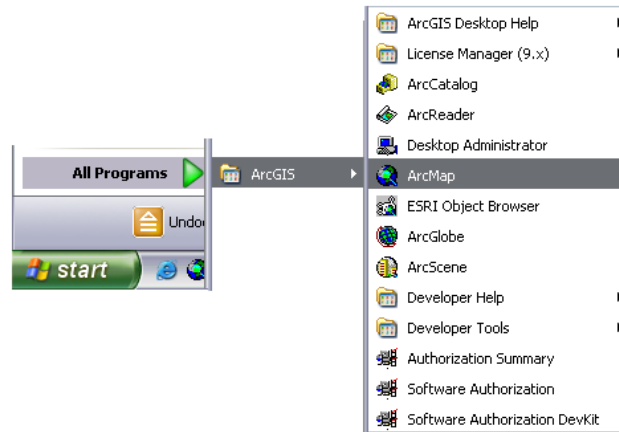 ArcGIS Desktop Help
License Manager (9.x)
ArcCatalog
ArcReader
Desktop Administrator
All Programs
ArcGIS
ArcMap
ESRI Object Browser
ArcGlobe
ArcScene
start
Developer Help
Developer Tools
Authorization Summary
Software Authorization
Software Authorization DevKit